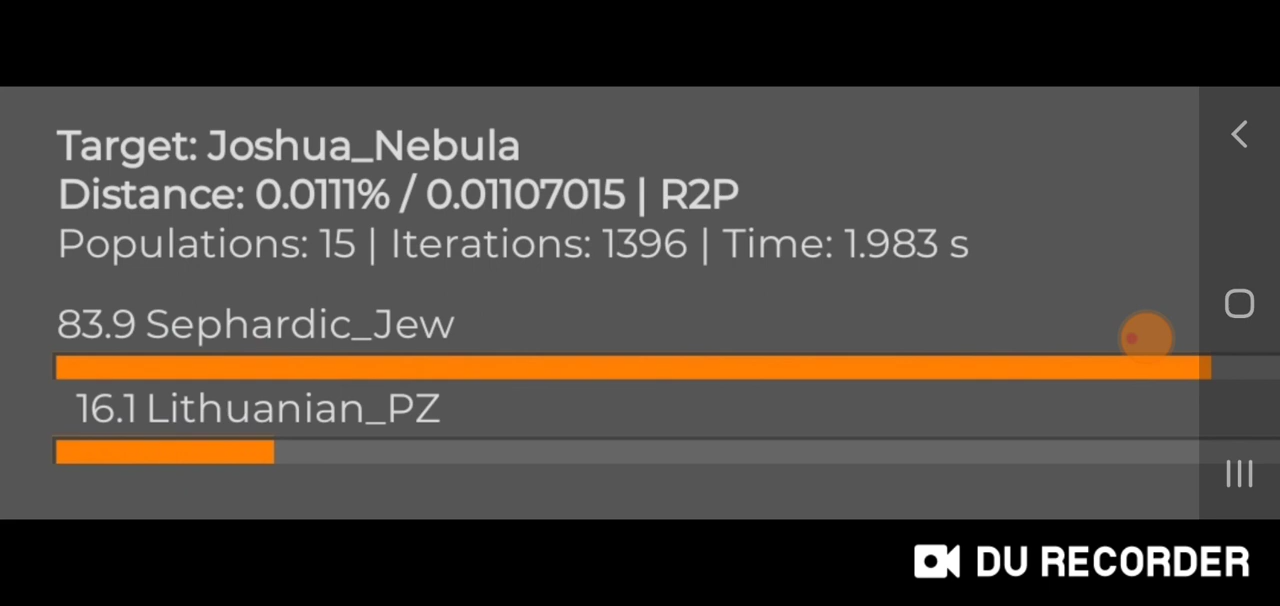 Target: Joshua_Nebula
Distance: 0.0111% / 0.01107015 | R2P
Populations: 15 | Iterations: 1396 | Time: 1.983 s
83.9 Sephardic_Jew
16.1 Lithuanian_PZ
DU RECORDER